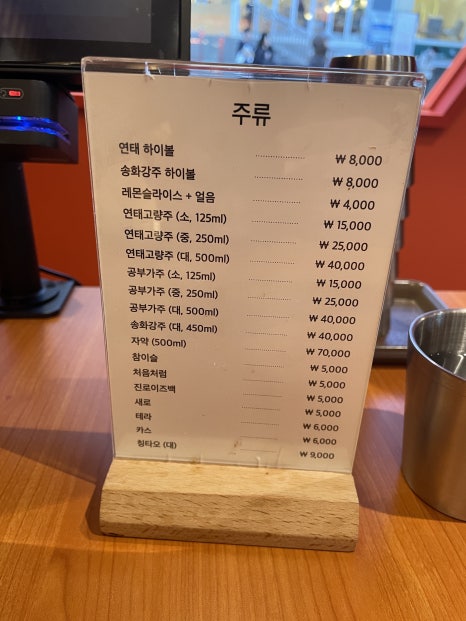 주류
연태 하이볼 ₩ 8,000
송화강주 하이볼 ₩ 8,000
레몬슬라이스 + 얼음 ₩ 4,000
연태고량주 (소, 125ml) ₩ 15,000
연태고량주 (중, 250ml) ₩ 25,000
연태고량주 (대, 500ml) ₩ 40,000
공부가주 (소, 125ml) ₩ 15,000
공부가주 (중, 250ml) ₩ 25,000
공부가주 (대, 500ml) ₩ 40,000
송화강주 (대, 450ml) ₩ 40,000
자약 (500ml) ₩ 70,000
참이슬 ₩ 5,000
처음처럼 ₩ 5,000
진로이즈백 ₩ 5,000
새로 ₩ 5,000
테라 ₩ 6,000
카스 ₩ 6,000
칭타오 (대) ₩ 9,000